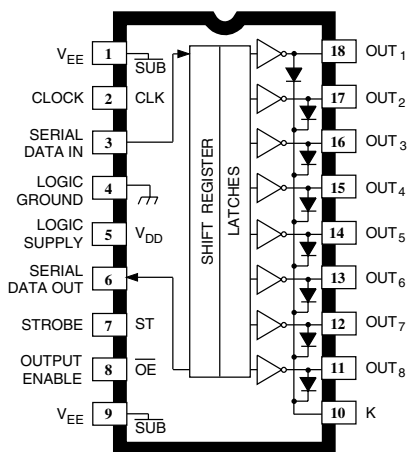 V_EE 1 SUB
CLOCK 2 CLK
SERIAL
DATA IN 3
LOGIC
GROUND 4
LOGIC
SUPPLY 5 V_DD
SERIAL
DATA OUT 6
STROBE 7 ST
OUTPUT
ENABLE 8 OE
V_EE 9 SUB
SHIFT REGISTER
LATCHES
18 OUT_1
17 OUT_2
16 OUT_3
15 OUT_4
14 OUT_5
13 OUT_6
12 OUT_7
11 OUT_8
10 K